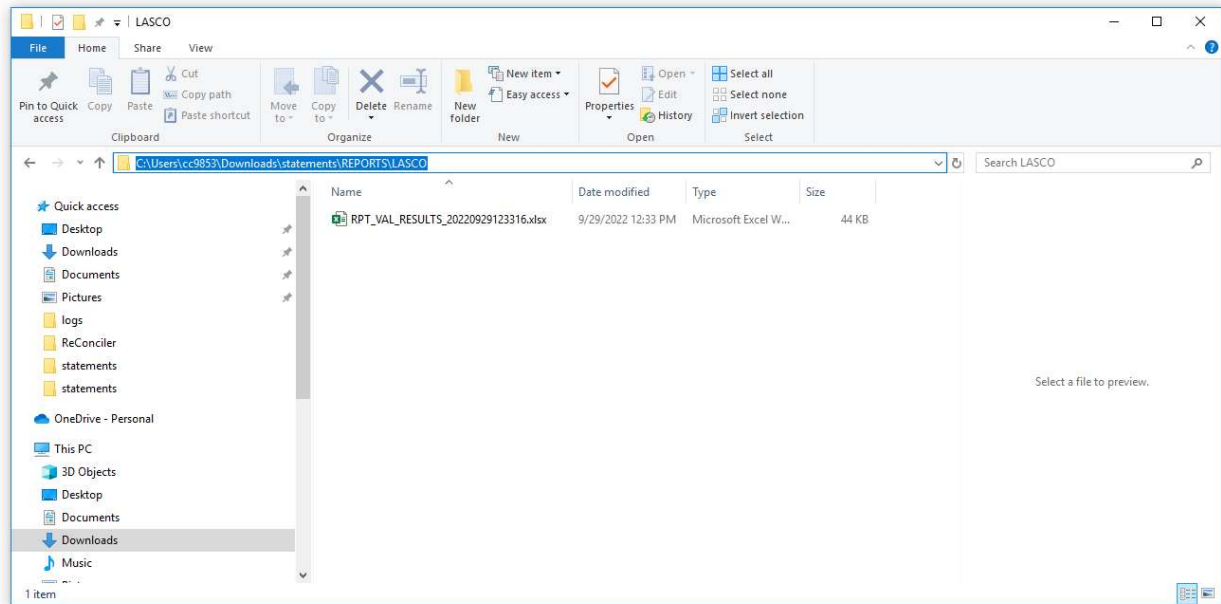 LASCO
File Home Share View
Pin to Quick access
Copy
Paste
Cut
Copy path
Paste shortcut
Clipboard
Move to
Copy to
Delete
Rename
Organize
New folder
New item
Easy access
New
Properties
Open
Edit
History
Open
Select all
Select none
Invert selection
Select
C:\Users\cc9853\Downloads\statements\REPORTS\LASCO
Search LASCO
Quick access
Desktop
Downloads
Documents
Pictures
logs
ReConciler
statements
statements
OneDrive - Personal
This PC
3D Objects
Desktop
Documents
Downloads
Music
Name Date modified Type Size
RPT_VAL_RESULTS_20220929123316.xlsx 9/29/2022 12:33 PM Microsoft Excel W... 44 KB
Select a file to preview.
1 item